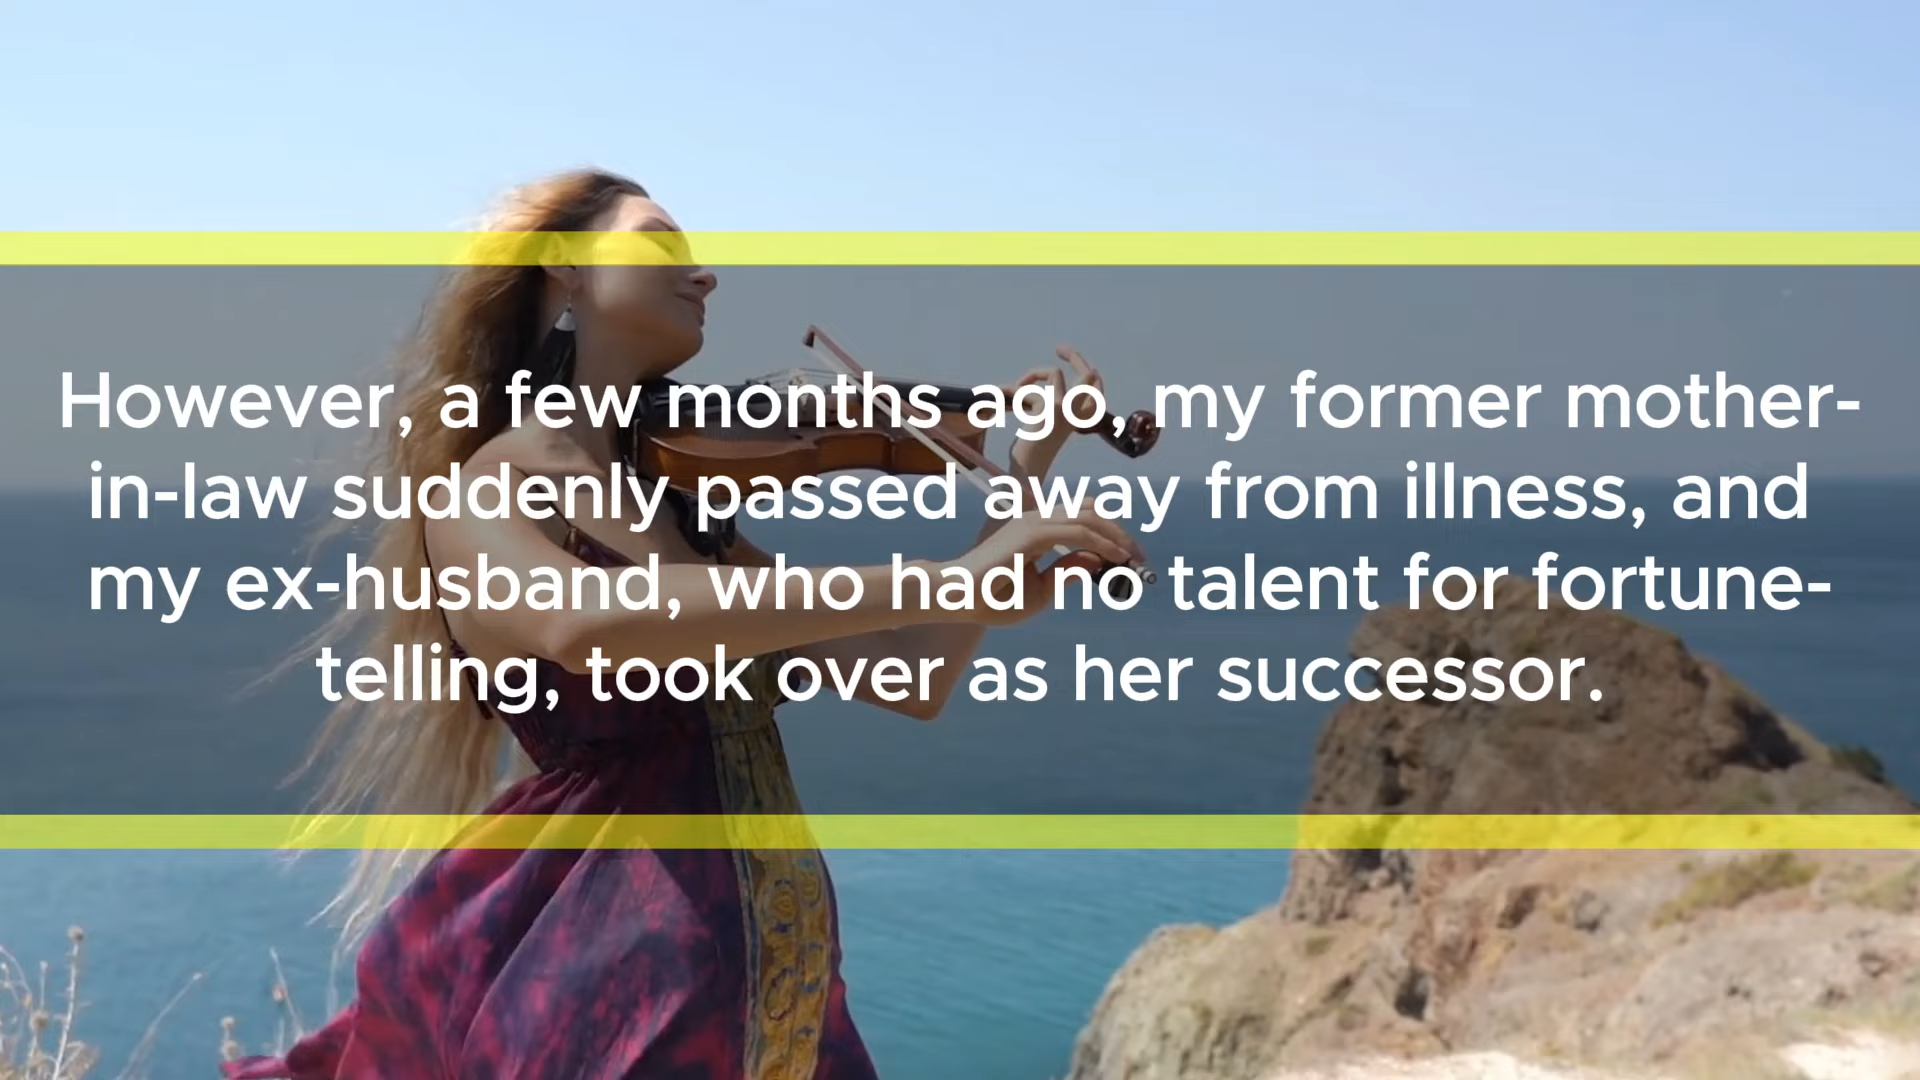 However, a few months ago, my former mother-
in-law suddenly passed away from illness, and
my ex-husband, who had no talent for fortune-
telling, took over as her successor.